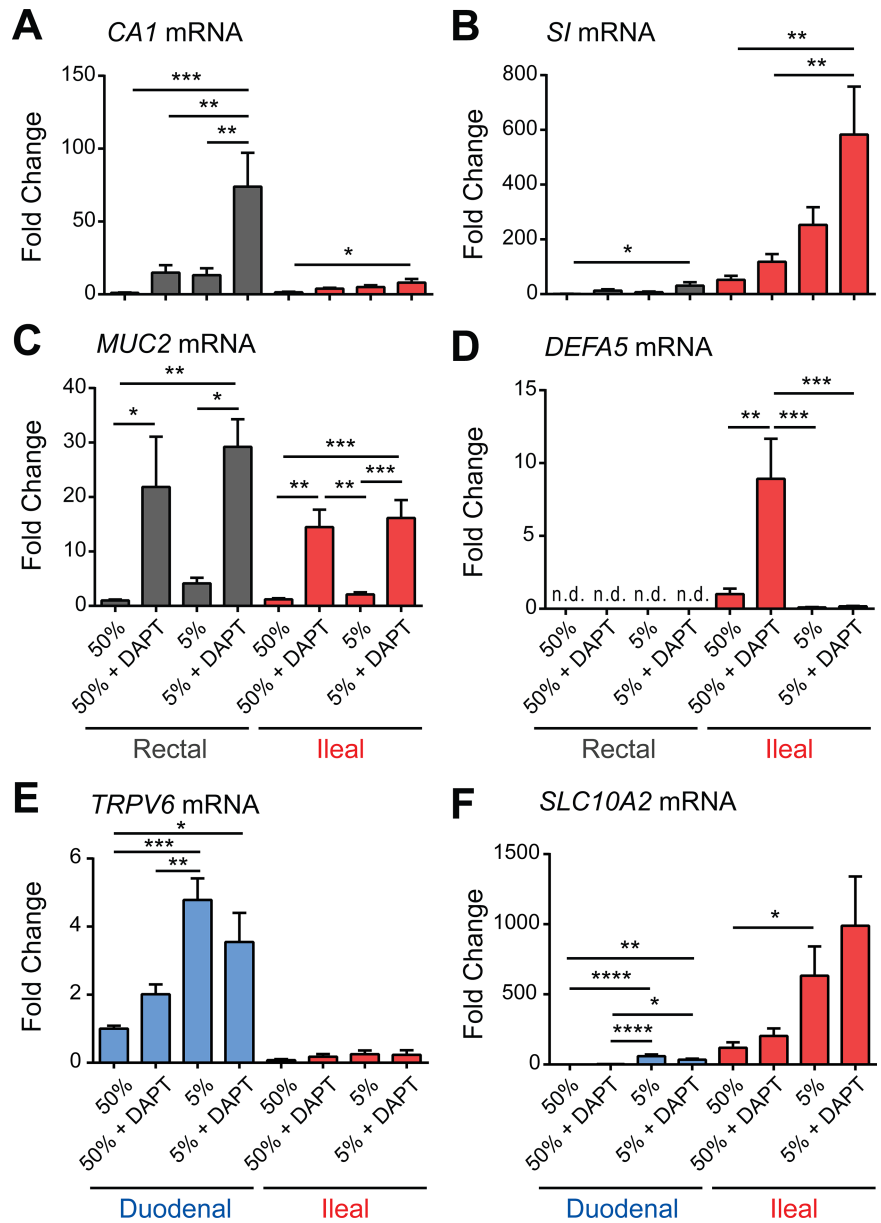 A
CA1 mRNA
Fold Change
150
100
50
0
***
**
**
*
B
SI mRNA
Fold Change
800
600
400
200
0
*
**
**
C
MUC2 mRNA
Fold Change
40
30
20
10
0
**
*
*
***
**
**
***
50%
50% + DAPT
5%
5% + DAPT
50%
50% + DAPT
5%
5% + DAPT
Rectal
Ileal
D
DEFA5 mRNA
Fold Change
15
10
5
0
***
**
***
n.d. n.d. n.d. n.d.
50%
50% + DAPT
5%
5% + DAPT
50%
50% + DAPT
5%
5% + DAPT
Rectal
Ileal
E
TRPV6 mRNA
Fold Change
6
4
2
0
*
***
**
50%
50% + DAPT
5%
5% + DAPT
50%
50% + DAPT
5%
5% + DAPT
Duodenal
Ileal
F
SLC10A2 mRNA
Fold Change
1500
1000
500
0
**
****
*
****
*
50%
50% + DAPT
5%
5% + DAPT
50%
50% + DAPT
5%
5% + DAPT
Duodenal
Ileal